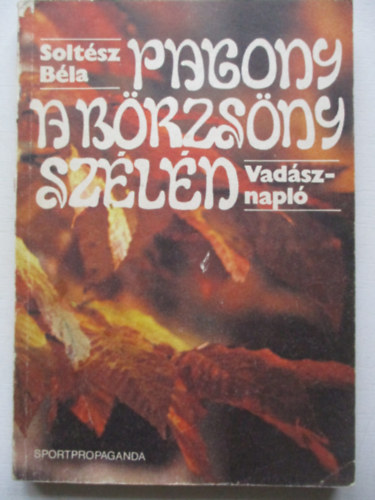 Soltész
Béla
PAGONY
A BÖRZSÖNY
SZÉLÉN
Vadász-
napló
SPORTPROPAGANDA